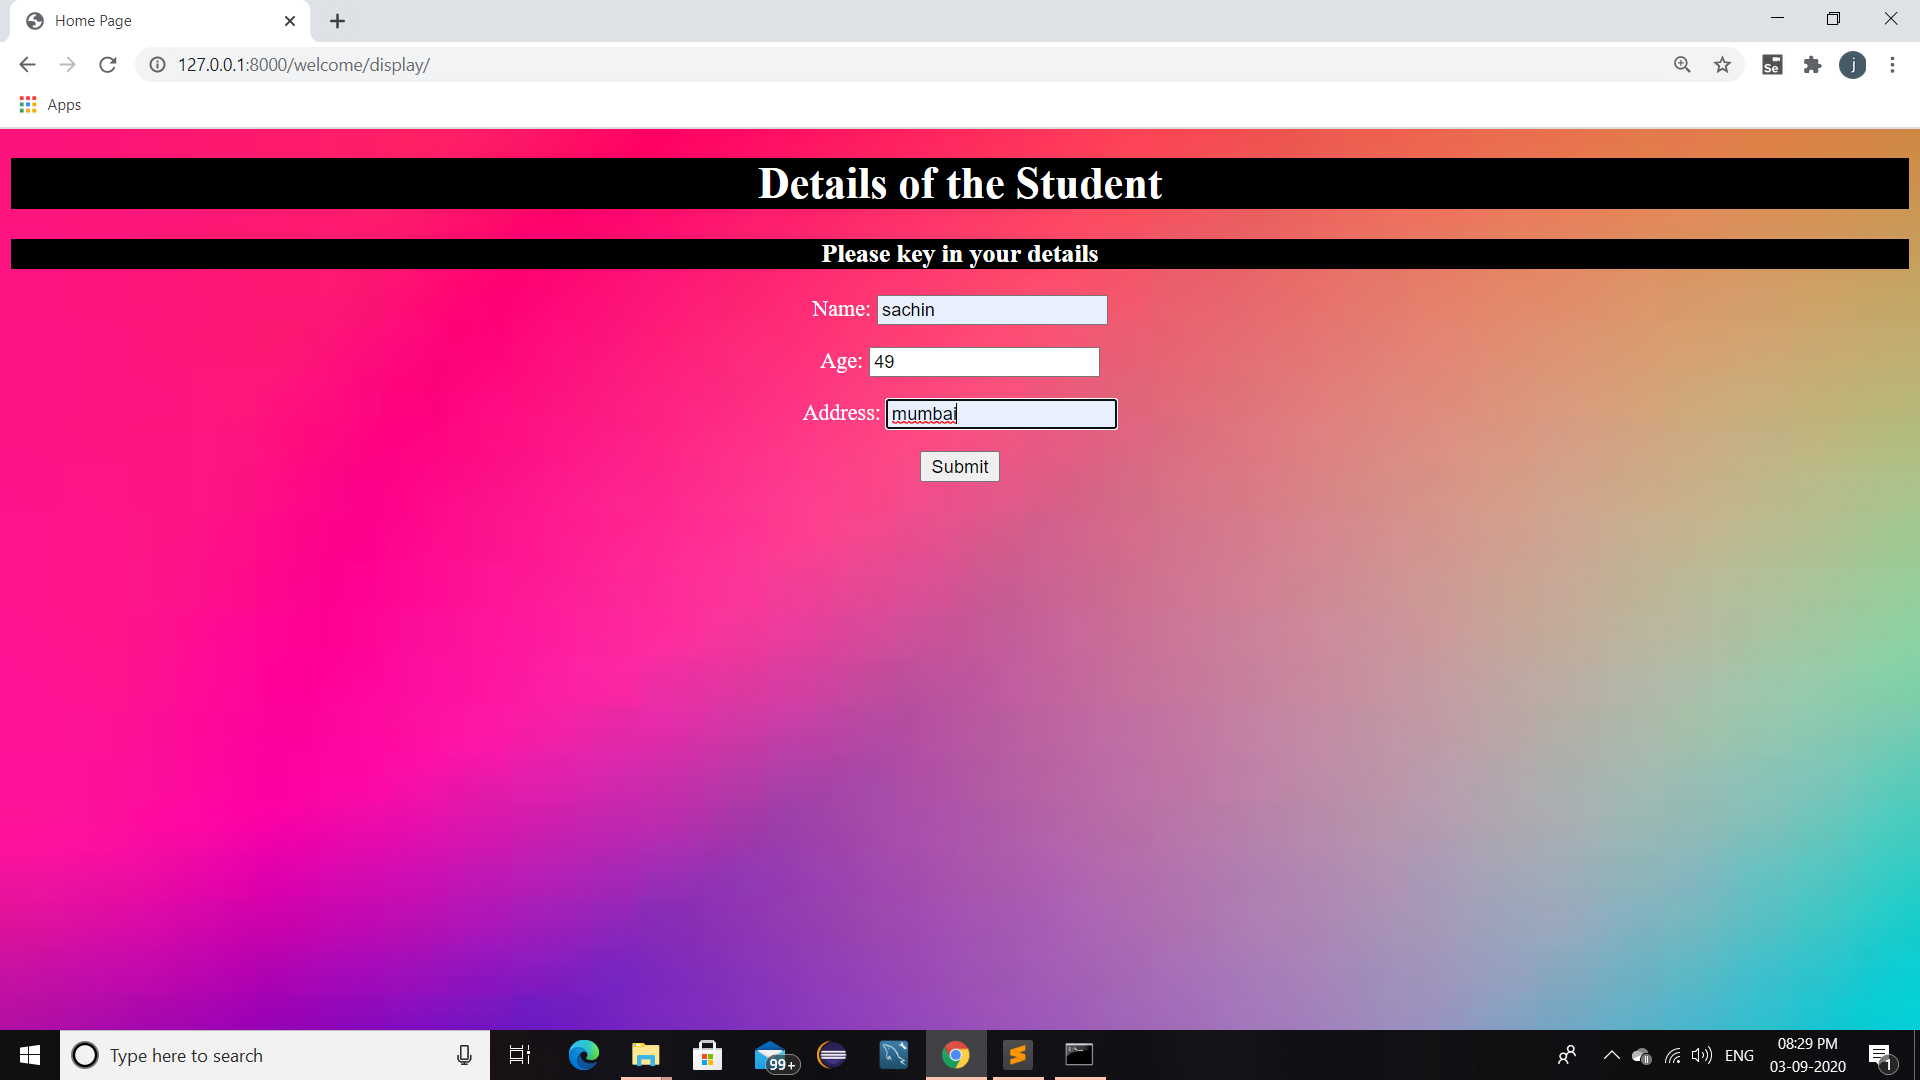 Home Page
127.0.0.1:8000/welcome/display/
Se
j
Apps
Details of the Student
Please key in your details
Name: sachin
Age: 49
Address: mumbai
Submit
Type here to search
99+
ENG
08:29 PM
03-09-2020
1